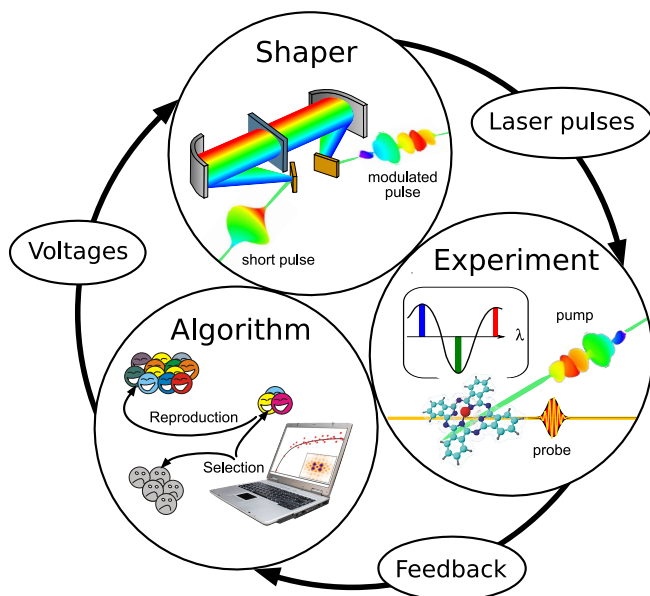 Shaper
modulated
pulse
short pulse
Laser pulses
Experiment
λ
pump
probe
Feedback
Algorithm
Reproduction
Selection
Voltages